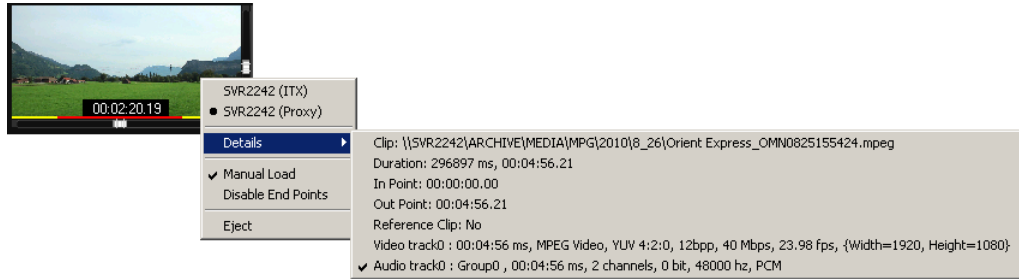 00:02:20.19
SVR2242 (ITX)
SVR2242 (Proxy)
Details
Manual Load
Disable End Points
Eject
Clip: \\SVR2242\ARCHIVE\MEDIA\MPG\2010\8_26\Orient Express_OMN0825155424.mpeg
Duration: 296897 ms, 00:04:56.21
In Point: 00:00:00.00
Out Point: 00:04:56.21
Reference Clip: No
Video track0 : 00:04:56 ms, MPEG Video, YUV 4:2:0, 12bpp, 40 Mbps, 23.98 fps, {Width=1920, Height=1080}
Audio track0 : Group0 , 00:04:56 ms, 2 channels, 0 bit, 48000 hz, PCM